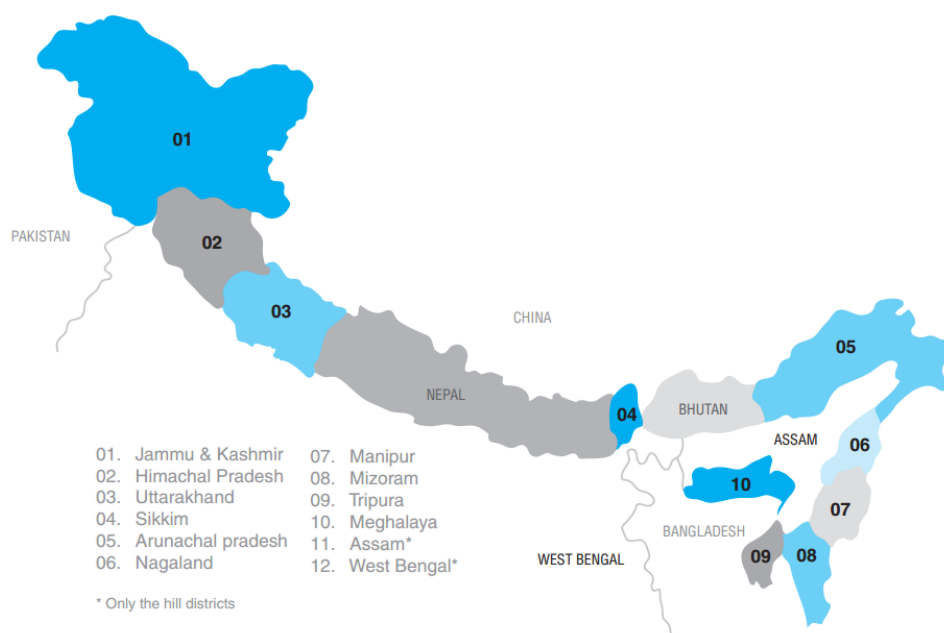 01
PAKISTAN
02
03
CHINA
05
NEPAL
04
BHUTAN
ASSAM
06
10
07
BANGLADESH
WEST BENGAL
09
08
01. Jammu & Kashmir
02. Himachal Pradesh
03. Uttarakhand
04. Sikkim
05. Arunachal pradesh
06. Nagaland
07. Manipur
08. Mizoram
09. Tripura
10. Meghalaya
11. Assam*
12. West Bengal*
* Only the hill districts